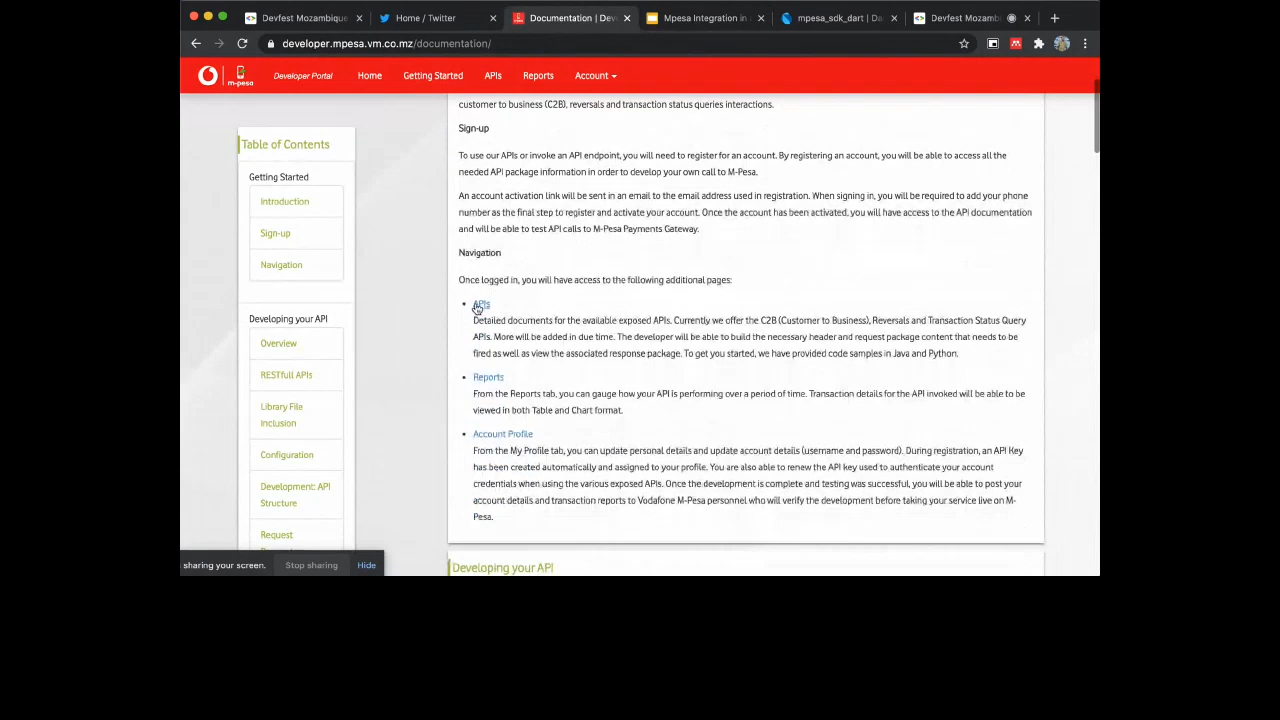 Devfest Mozambique
Home / Twitter
Documentation | Dev
Mpesa Integration in
mpesa_sdk_dart | Da
Devfest Mozamb
developer.mpesa.vm.co.mz/documentation/
m-pesa
Developer Portal
Home
Getting Started
APIs
Reports
Account
Table of Contents
Getting Started
Introduction
Sign-up
Navigation
Developing your API
Overview
RESTfull APIs
Library File
Inclusion
Configuration
Development: API
Structure
Request
customer to business (C2B), reversals and transaction status queries interactions.
Sign-up
To use our APIs or invoke an API endpoint, you will need to register for an account. By registering an account, you will be able to access all the
needed API package information in order to develop your own call to M-Pesa.
An account activation link will be sent in an email to the email address used in registration. When signing in, you will be required to add your phone
number as the final step to register and activate your account. Once the account has been activated, you will have access to the API documentation
and will be able to test API calls to M-Pesa Payments Gateway.
Navigation
Once logged in, you will have access to the following additional pages:
APIs
Detailed documents for the available exposed APIs. Currently we offer the C2B (Customer to Business), Reversals and Transaction Status Query
APIs. More will be added in due time. The developer will be able to build the necessary header and request package content that needs to be
fired as well as view the associated response package. To get you started, we have provided code samples in Java and Python.
Reports
From the Reports tab, you can gauge how your API is performing over a period of time. Transaction details for the API invoked will be able to be
viewed in both Table and Chart format.
Account Profile
From the My Profile tab, you can update personal details and update account details (username and password). During registration, an API Key
has been created automatically and assigned to your profile. You are also able to renew the API key used to authenticate your account
credentials when using the various exposed APIs. Once the development is complete and testing was successful, you will be able to post your
account details and transaction reports to Vodafone M-Pesa personnel who will verify the development before taking your service live on M-
Pesa.
Developing your API
sharing your screen.
Stop sharing
Hide